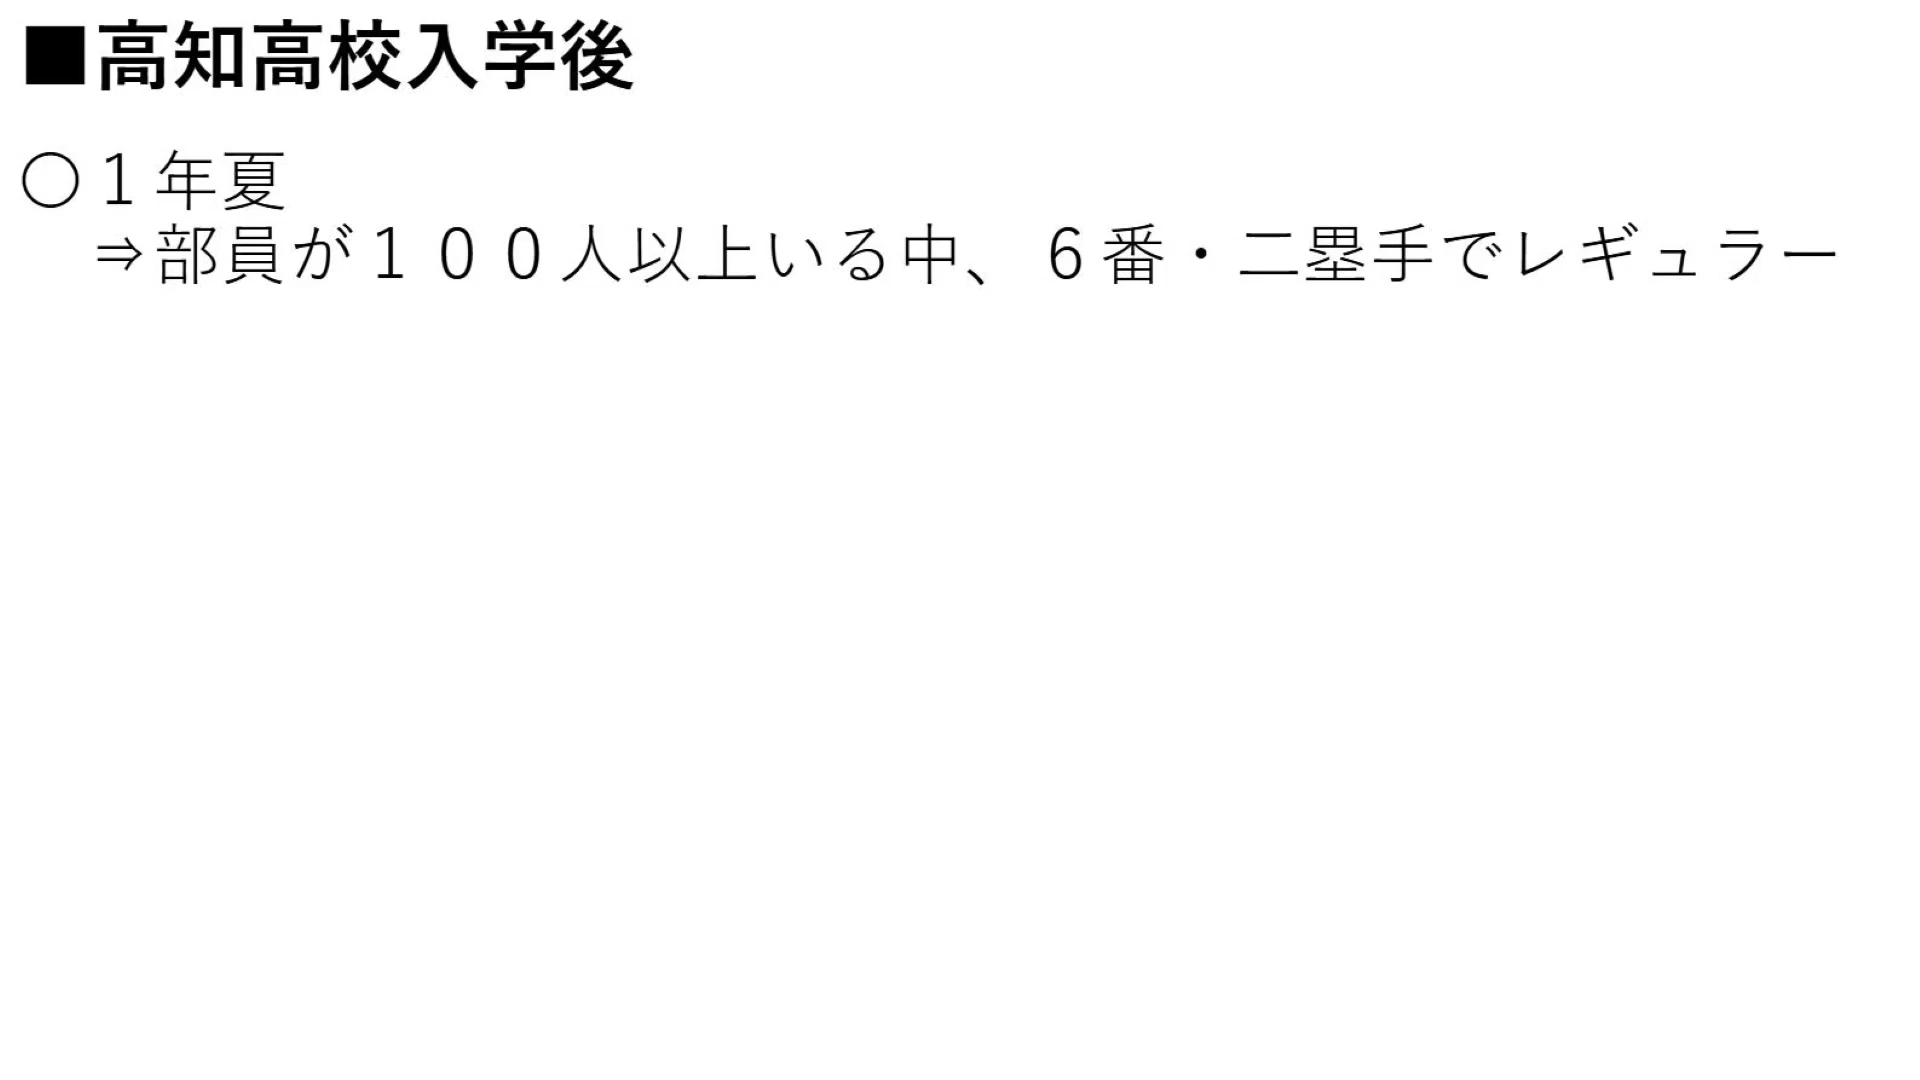 ■高知高校入学後
〇１年夏
⇒部員が１００人以上いる中、６番・二塁手でレギュラー